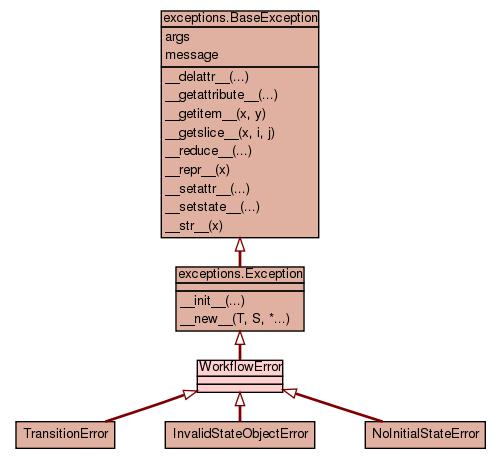 exceptions.BaseException
args
message
__delattr__(...)
__getattribute__(...)
__getitem__(x, y)
__getslice__(x, i, j)
__reduce__(...)
__repr__(x)
__setattr__(...)
__setstate__(...)
__str__(x)
exceptions.Exception
__init__(...)
__new__(T, S, *...)
WorkflowError
TransitionError
InvalidStateObjectError
NoInitialStateError